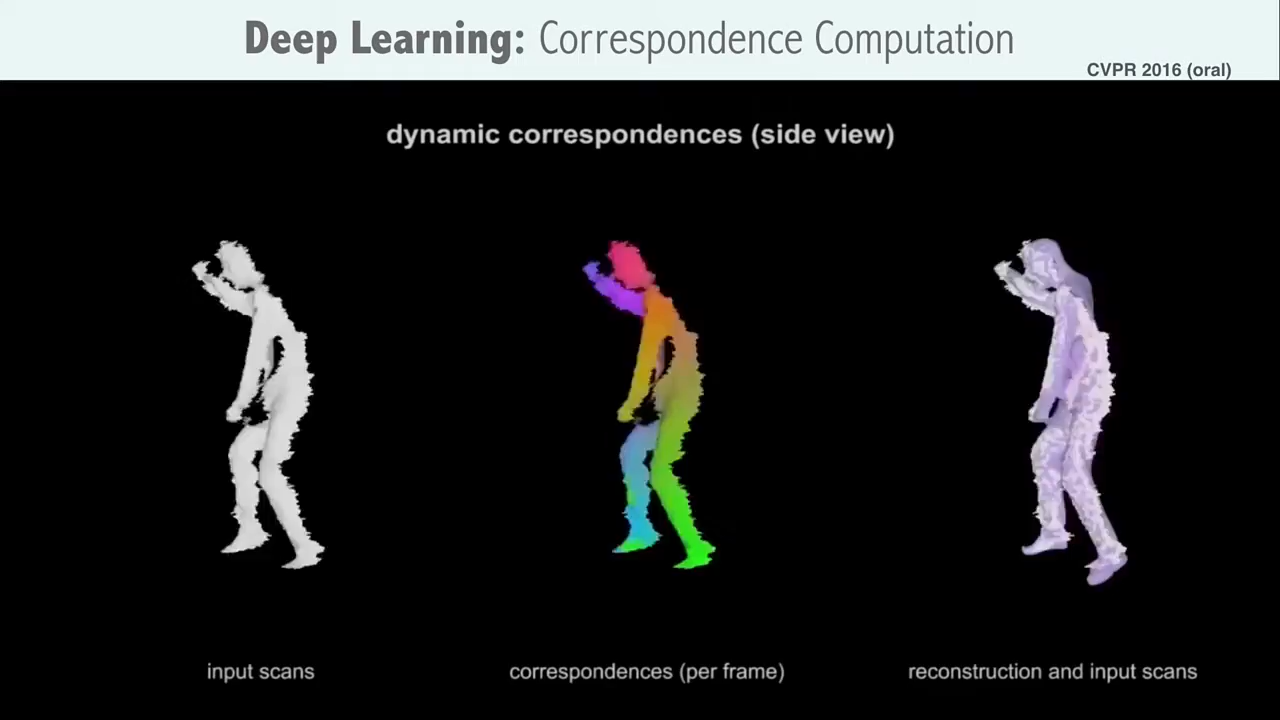 Deep Learning: Correspondence Computation
CVPR 2016 (oral)
dynamic correspondences (side view)
input scans
correspondences (per frame)
reconstruction and input scans